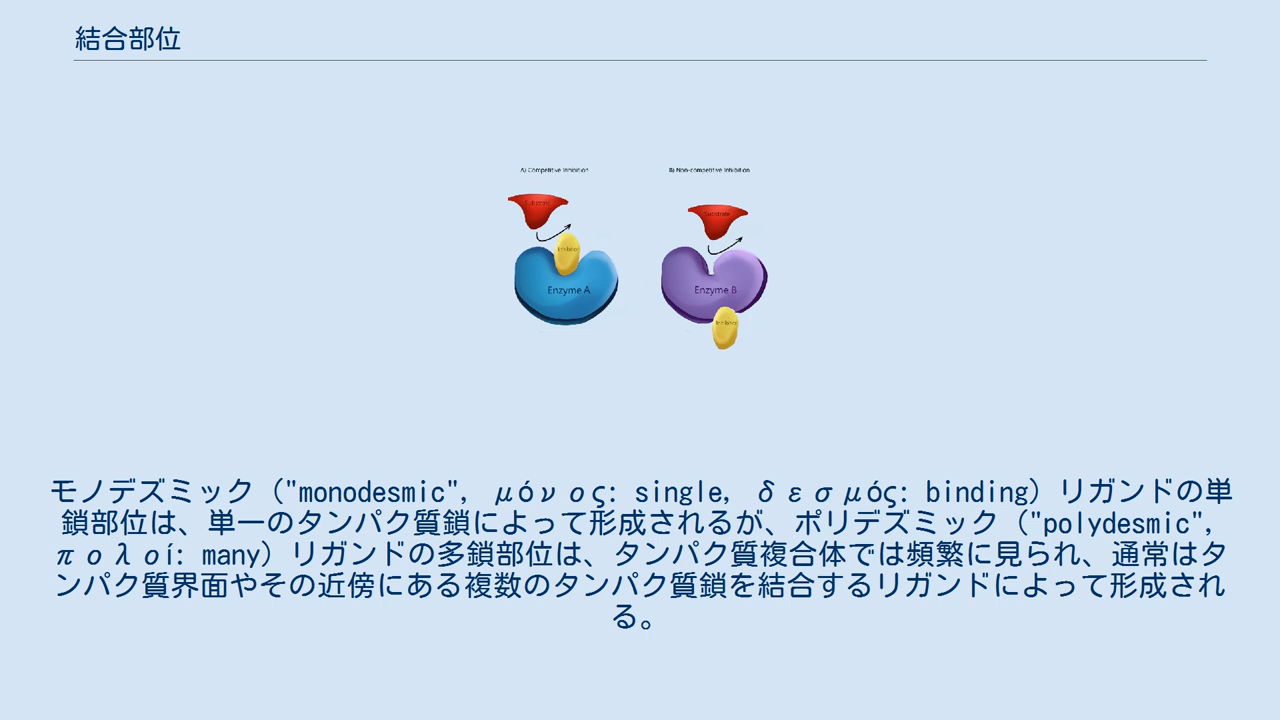 結合部位
A) Competitive Inhibition
B) Non-competitive Inhibition
Substrate
Substrate
Inhibitor
Enzyme A
Enzyme B
Inhibitor
モノデズミック（"monodesmic", μόνος: single, δεσμός: binding）リガンドの単
鎖部位は、単一のタンパク質鎖によって形成されるが、ポリデズミック（"polydesmic",
πολοί: many）リガンドの多鎖部位は、タンパク質複合体では頻繁に見られ、通常はタ
ンパク質界面やその近傍にある複数のタンパク質鎖を結合するリガンドによって形成され
る。